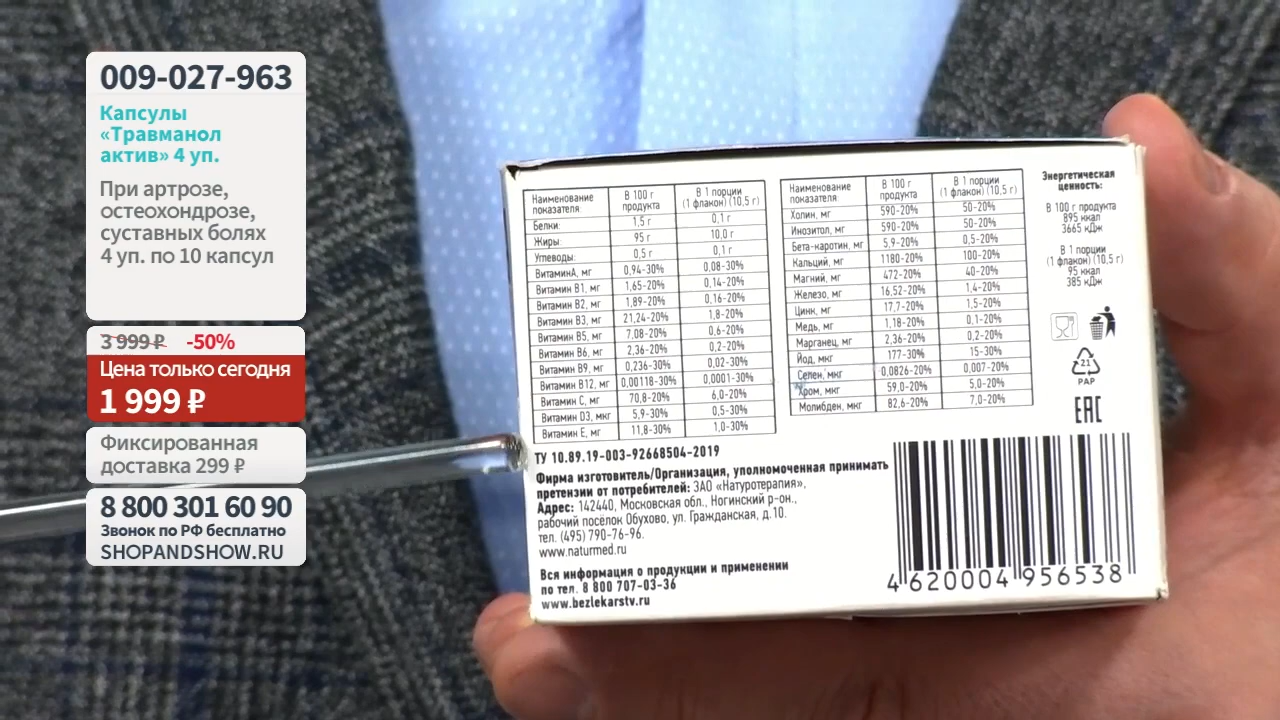 009-027-963
Капсулы
«Травманол
актив» 4 уп.
При артрозе,
остеохондрозе,
суставных болях
4 уп. по 10 капсул
3 999 ₽ -50%
Цена только сегодня
1 999 ₽
Фиксированная
доставка 299 ₽
8 800 301 60 90
Звонок по РФ бесплатно
SHOPANDSHOW.RU
Наименование показателя: В 100 г продукта В 1 порции (1 флакон) (10,5 г)
Белки: 1,5 г 0,1 г
Жиры: 95 г 10,0 г
Углеводы: 0,5 г 0,1 г
ВитаминА, мг 0,94-30% 0,08-30%
Витамин В1, мг 1,65-20% 0,14-20%
Витамин В2, мг 1,89-20% 0,16-20%
Витамин В3, мг 21,24-20% 1,8-20%
Витамин В5, мг 7,08-20% 0,6-20%
Витамин В6, мг 2,36-20% 0,2-20%
Витамин В9, мг 0,236-30% 0,02-30%
Витамин В12, мг 0,00118-30% 0,0001-30%
Витамин С, мг 70,8-20% 6,0-20%
Витамин D3, мкг 5,9-30% 0,5-30%
Витамин Е, мг 11,8-30% 1,0-30%
Наименование показателя: В 100 г продукта В 1 порции (1 флакон) (10,5 г)
Холин, мг 590-20% 50-20%
Инозитол, мг 590-20% 50-20%
Бета-каротин, мг 5,9-20% 0,5-20%
Кальций, мг 1180-20% 100-20%
Магний, мг 472-20% 40-20%
Железо, мг 16,52-20% 1,4-20%
Цинк, мг 17,7-20% 1,5-20%
Медь, мг 1,18-20% 0,1-20%
Марганец, мг 2,36-20% 0,2-20%
Йод, мкг 177-30% 15-30%
Селен, мкг 0,0826-20% 0,007-20%
Хром, мкг 59,0-20% 5,0-20%
Молибден, мкг 82,6-20% 7,0-20%
Энергетическая
ценность:
В 100 г продукта
895 ккал
3665 кДж
В 1 порции
(1 флакон) (10,5 г)
95 ккал
385 кДж
21
PAP
EAC
ТУ 10.89.19-003-92668504-2019
Фирма изготовитель/Организация, уполномоченная принимать
претензии от потребителей: ЗАО «Натуротерапия»,
Адрес: 142440, Московская обл., Ногинский р-он.,
рабочий посёлок Обухово, ул. Гражданская, д.10.
тел. (495) 790-76-96.
www.naturmed.ru
Вся информация о продукции и применении
по тел. 8 800 707-03-36
www.bezlekarstv.ru
4 620004 956538